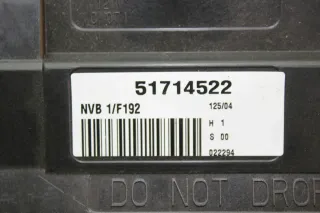 51714522
NVB 1/F192
125/04
H 1
S 00
022294
DO NOT DROP